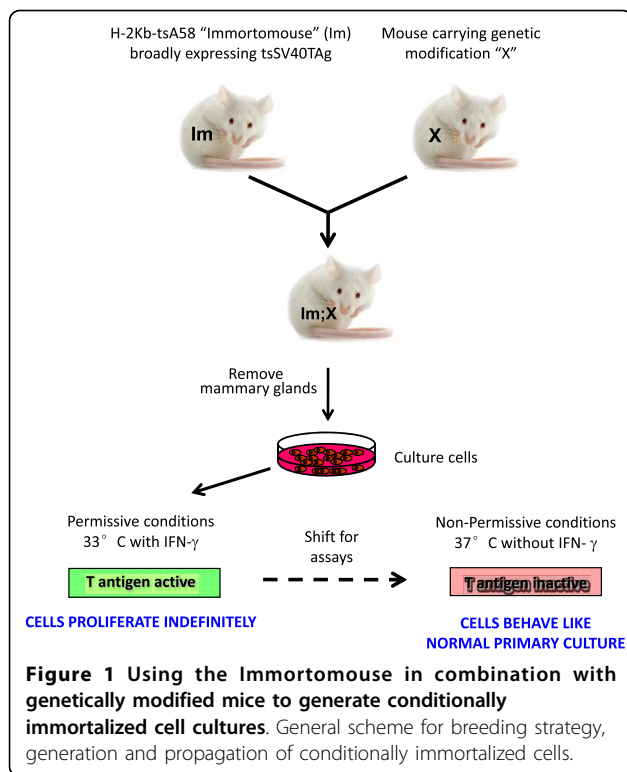 H-2Kb-tsA58 “Immortomouse” (Im)
broadly expressing tsSV40TAg
Mouse carrying genetic
modification “X”
Im
X
Im;X
Remove
mammary glands
Culture cells
Permissive conditions
33° C with IFN-γ
Shift for
assays
Non-Permissive conditions
37° C without IFN- γ
T antigen active
T antigen inactive
CELLS PROLIFERATE INDEFINITELY
CELLS BEHAVE LIKE
NORMAL PRIMARY CULTURE
Figure 1 Using the Immortomouse in combination with
genetically modified mice to generate conditionally
immortalized cell cultures. General scheme for breeding strategy,
generation and propagation of conditionally immortalized cells.